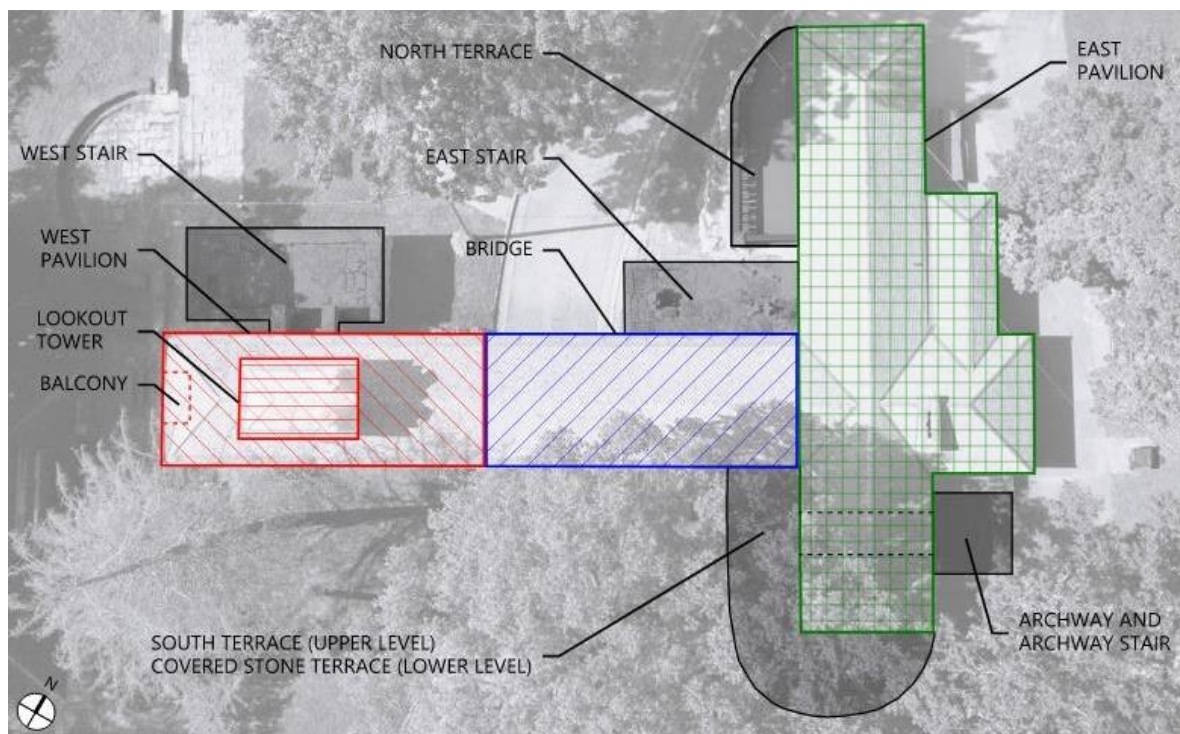 NORTH TERRACE
EAST
PAVILION
WEST STAIR
EAST STAIR
WEST
PAVILION
BRIDGE
LOOKOUT
TOWER
BALCONY
SOUTH TERRACE (UPPER LEVEL)
COVERED STONE TERRACE (LOWER LEVEL)
ARCHWAY AND
ARCHWAY STAIR
N